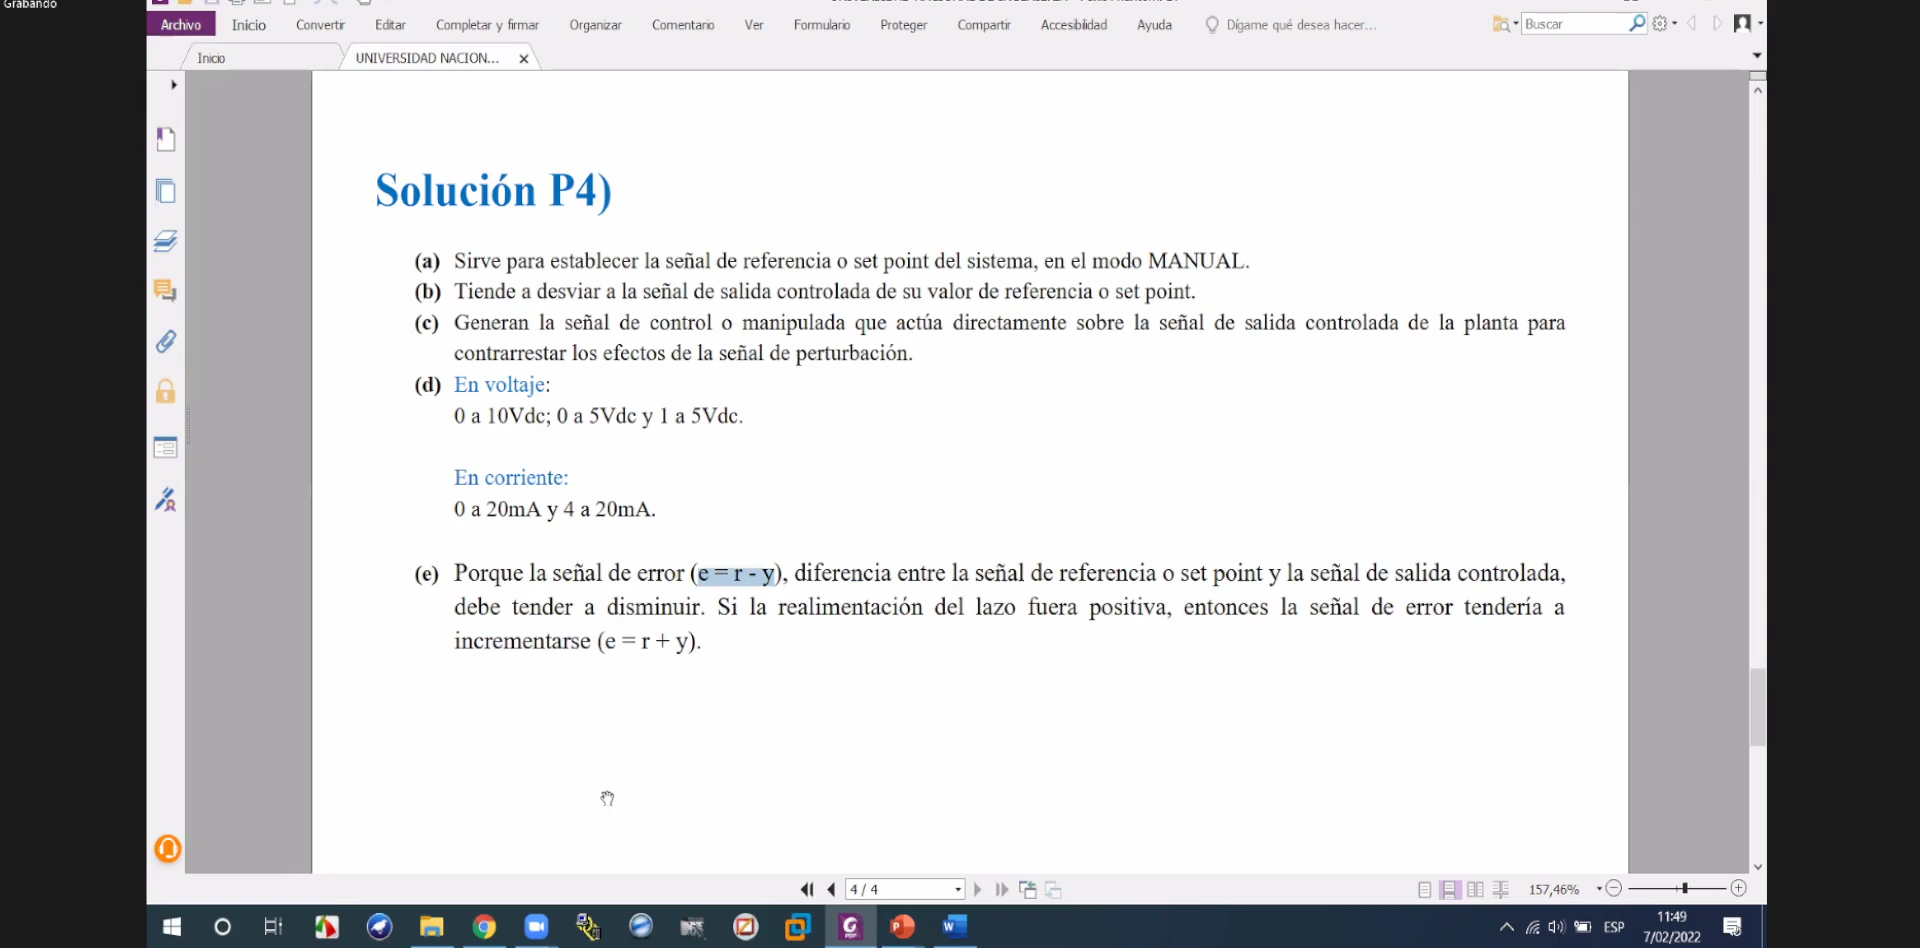 Grabando
Archivo Inicio Convertir Editar Completar y firmar Organizar Comentario Ver Formulario Proteger Compartir Accesibilidad Ayuda Dígame qué desea hacer... Buscar
Inicio UNIVERSIDAD NACION...
Solución P4)
(a) Sirve para establecer la señal de referencia o set point del sistema, en el modo MANUAL.
(b) Tiende a desviar a la señal de salida controlada de su valor de referencia o set point.
(c) Generan la señal de control o manipulada que actúa directamente sobre la señal de salida controlada de la planta para
contrarrestar los efectos de la señal de perturbación.
(d) En voltaje:
0 a 10Vdc; 0 a 5Vdc y 1 a 5Vdc.
En corriente:
0 a 20mA y 4 a 20mA.
(e) Porque la señal de error (e = r - y), diferencia entre la señal de referencia o set point y la señal de salida controlada,
debe tender a disminuir. Si la realimentación del lazo fuera positiva, entonces la señal de error tendería a
incrementarse (e = r + y).
4 / 4 157,46%
ESP 11:49
7/02/2022